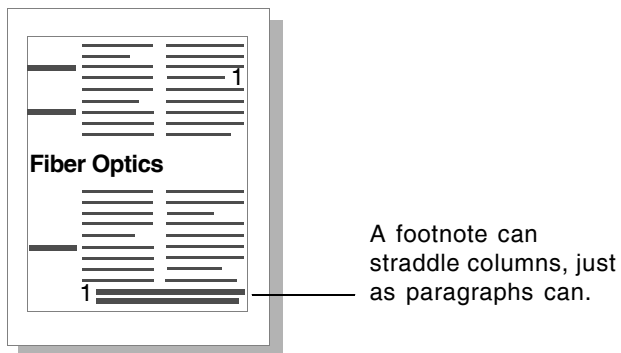 1
Fiber Optics
1
A footnote can
straddle columns, just
as paragraphs can.